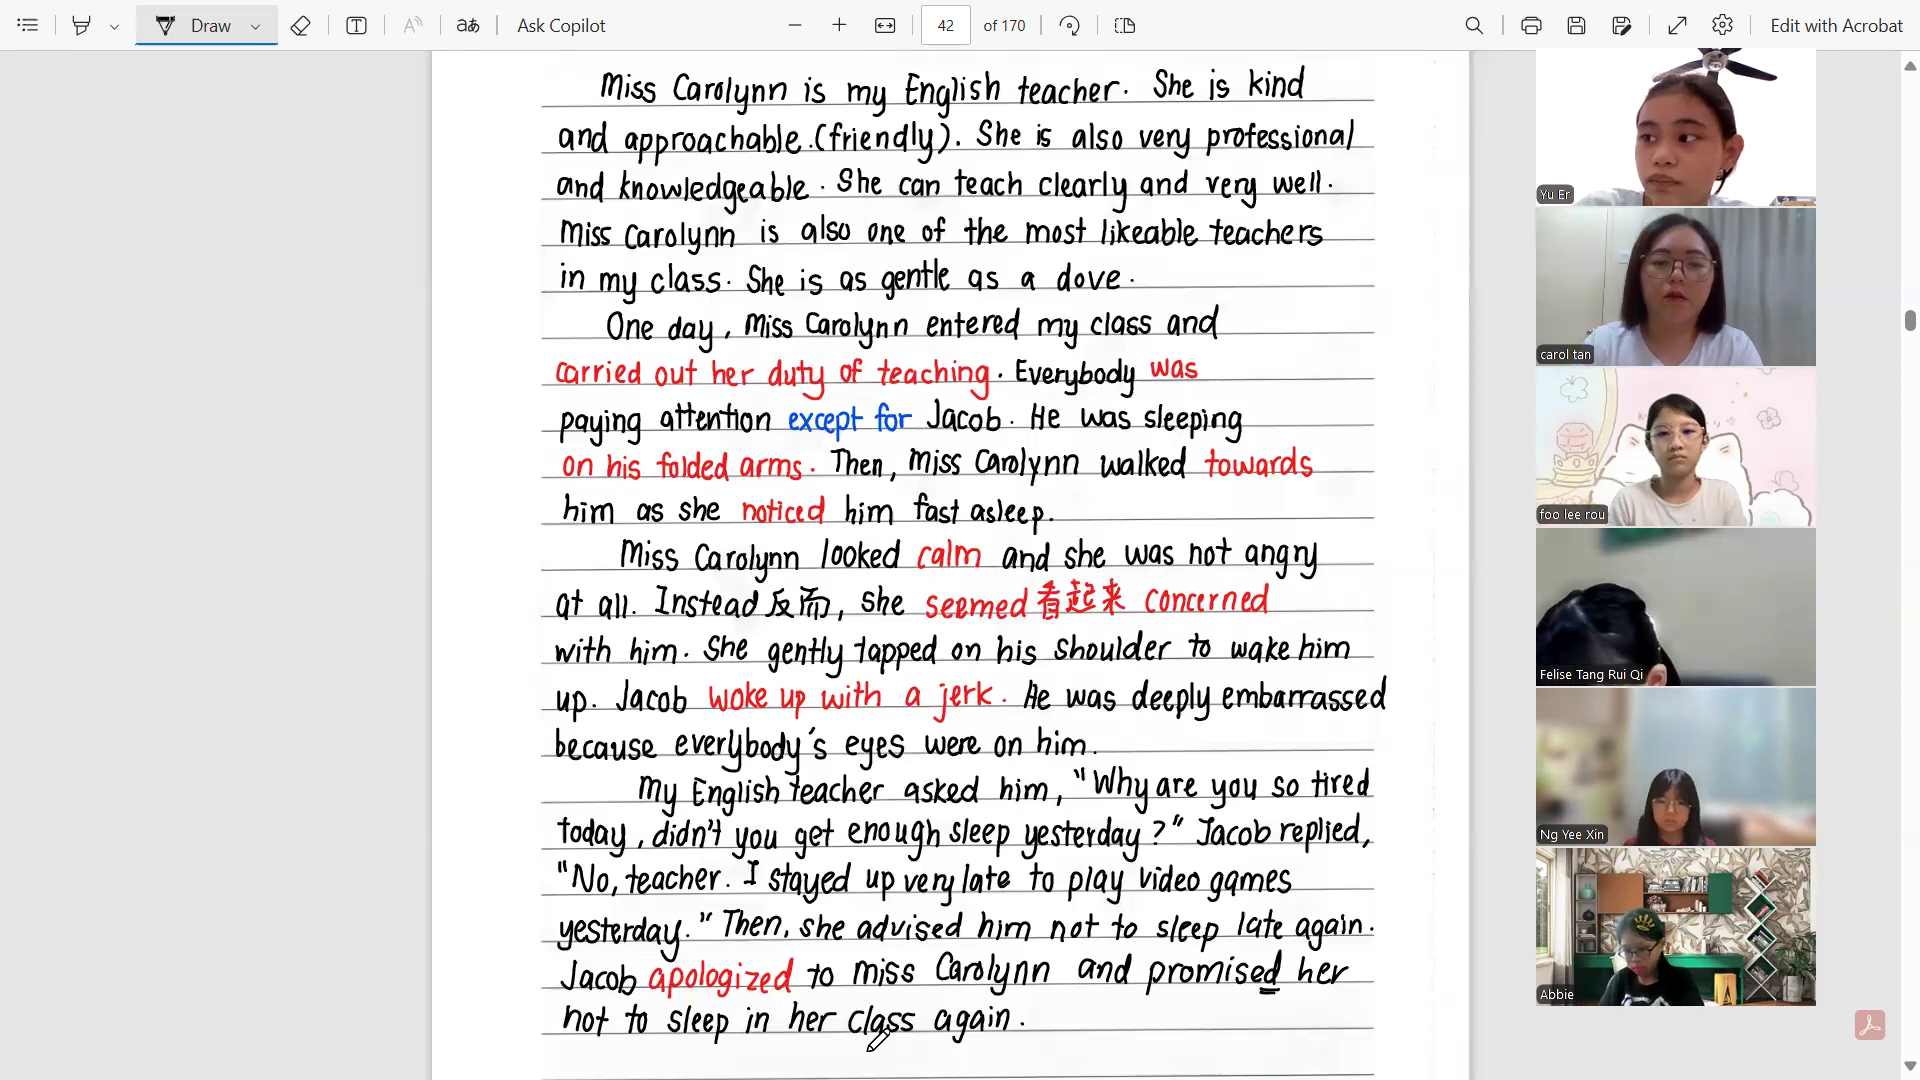 Draw
Ask Copilot
42 of 170
Edit with Acrobat
Miss Carolynn is my English teacher. She is kind
and approachable.(friendly). She is also very professional
and knowledgeable. She can teach clearly and very well.
Miss Carolynn is also one of the most likeable teachers
in my class. She is as gentle as a dove.
One day, Miss Carolynn entered my class and
carried out her duty of teaching. Everybody was
paying attention except for Jacob. He was sleeping
on his folded arms. Then, Miss Carolynn walked towards
him as she noticed him fast asleep.
Miss Carolynn looked calm and she was not angry
at all. Instead 反而, she seemed 看起来 concerned
with him. She gently tapped on his shoulder to wake him
up. Jacob woke up with a jerk. He was deeply embarrassed
because everybody's eyes were on him.
My English teacher asked him, "Why are you so tired
today, didn't you get enough sleep yesterday?" Jacob replied,
"No, teacher. I stayed up very late to play video games
yesterday." Then, she advised him not to sleep late again.
Jacob apologized to Miss Carolynn and promised her
not to sleep in her class again.
Yu Er
carol tan
foo lee rou
Felise Tang Rui Qi
Ng Yee Xin
Abbie